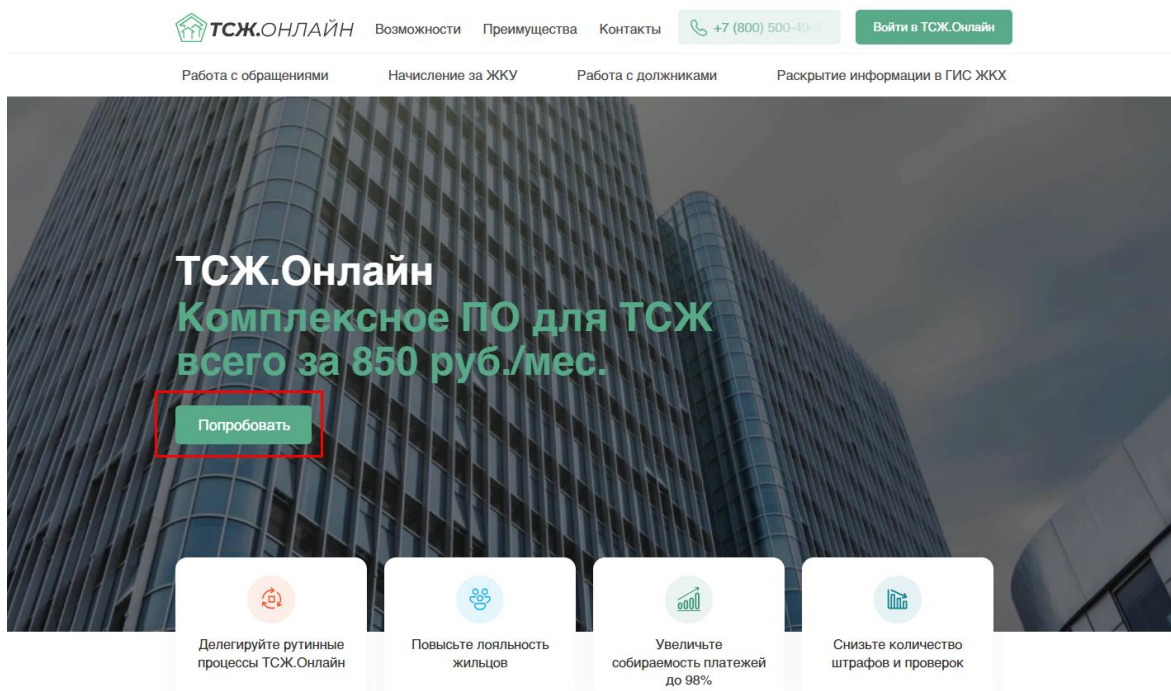 ТСЖ.ОНЛАЙН Возможности Преимущества Контакты +7 (800) 500-49- Войти в ТСЖ.Онлайн
Работа с обращениями Начисление за ЖКУ Работа с должниками Раскрытие информации в ГИС ЖКХ
ТСЖ.Онлайн
Комплексное ПО для ТСЖ
всего за 850 руб./мес.
Попробовать
Делегируйте рутинные
процессы ТСЖ.Онлайн
Повысьте лояльность
жильцов
Увеличьте
собираемость платежей
до 98%
Снизьте количество
штрафов и проверок